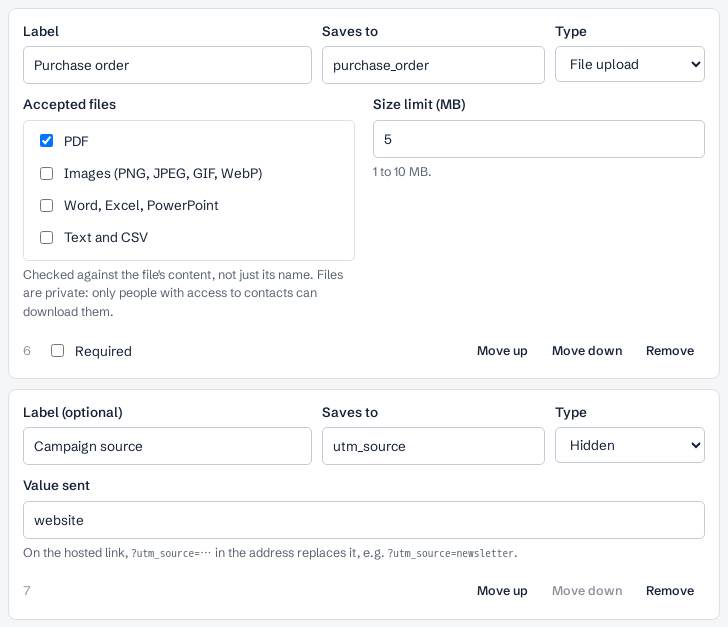 Label Saves to Type
Purchase order purchase_order File upload
Accepted files Size limit (MB)
PDF 5
Images (PNG, JPEG, GIF, WebP) 1 to 10 MB.
Word, Excel, PowerPoint
Text and CSV
Checked against the file's content, not just its name. Files
are private: only people with access to contacts can
download them.
6 Required Move up Move down Remove
Label (optional) Saves to Type
Campaign source utm_source Hidden
Value sent
website
On the hosted link, ?utm_source=… in the address replaces it, e.g. ?utm_source=newsletter.
7 Move up Move down Remove